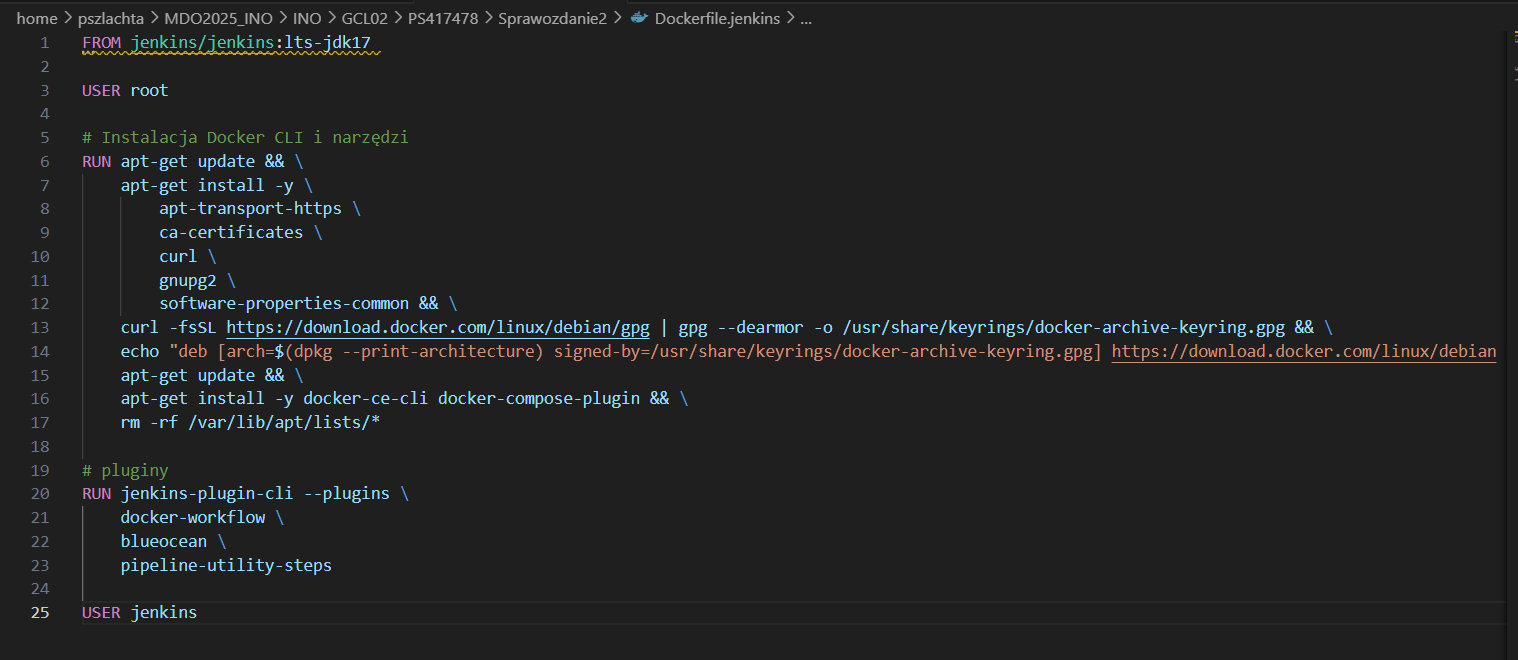 home > pszlachta > MDO2025_INO > INO > GCL02 > PS417478 > Sprawozdanie2 > Dockerfile.jenkins > ...
1 FROM jenkins/jenkins:lts-jdk17
2
3 USER root
4
5 # Instalacja Docker CLI i narzędzi
6 RUN apt-get update && \
7 apt-get install -y \
8 apt-transport-https \
9 ca-certificates \
10 curl \
11 gnupg2 \
12 software-properties-common && \
13 curl -fsSL https://download.docker.com/linux/debian/gpg | gpg --dearmor -o /usr/share/keyrings/docker-archive-keyring.gpg && \
14 echo "deb [arch=$(dpkg --print-architecture) signed-by=/usr/share/keyrings/docker-archive-keyring.gpg] https://download.docker.com/linux/debian
15 apt-get update && \
16 apt-get install -y docker-ce-cli docker-compose-plugin && \
17 rm -rf /var/lib/apt/lists/*
18
19 # pluginy
20 RUN jenkins-plugin-cli --plugins \
21 docker-workflow \
22 blueocean \
23 pipeline-utility-steps
24
25 USER jenkins